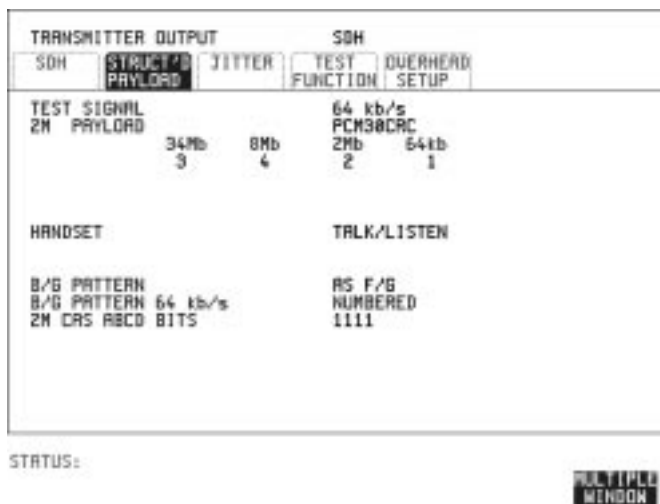 TRANSMITTER OUTPUT SDH
SDH STRUCT'D PAYLOAD JITTER TEST FUNCTION OVERHEAD SETUP
TEST SIGNAL 64 kb/s
2M PAYLOAD PCM30CRC
34Mb 8Mb 2Mb 64kb
3 4 2 1
HANDSET TALK/LISTEN
B/G PATTERN AS F/G
B/G PATTERN 64 kb/s NUMBERED
2M CAS ABCD BITS 1111
STATUS:
MULTIPLE
WINDOW